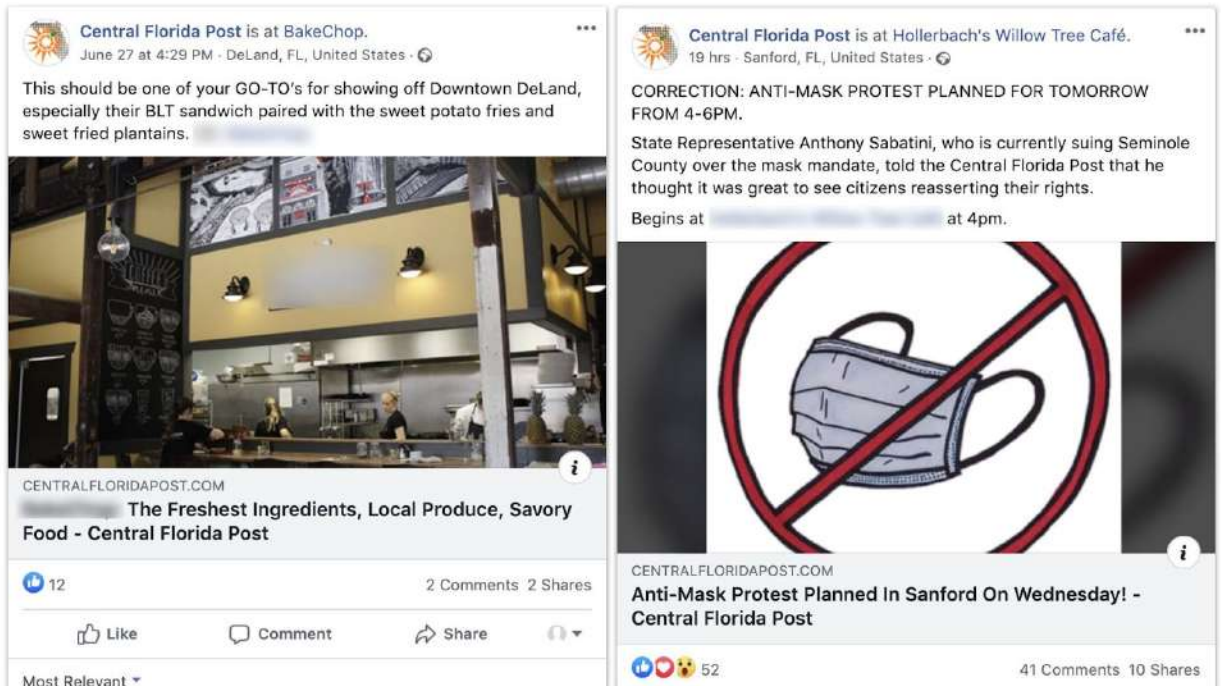 Central Florida Post is at BakeChop.
June 27 at 4:29 PM · DeLand, FL, United States ·
This should be one of your GO-TO's for showing off Downtown DeLand,
especially their BLT sandwich paired with the sweet potato fries and
sweet fried plantains.
CENTRALFLORIDAPOST.COM
The Freshest Ingredients, Local Produce, Savory
Food - Central Florida Post
12
2 Comments 2 Shares
Like Comment Share
Most Relevant
Central Florida Post is at Hollerbach's Willow Tree Café.
19 hrs · Sanford, FL, United States ·
CORRECTION: ANTI-MASK PROTEST PLANNED FOR TOMORROW
FROM 4-6PM.
State Representative Anthony Sabatini, who is currently suing Seminole
County over the mask mandate, told the Central Florida Post that he
thought it was great to see citizens reasserting their rights.
Begins at at 4pm.
CENTRALFLORIDAPOST.COM
Anti-Mask Protest Planned In Sanford On Wednesday! -
Central Florida Post
52
41 Comments 10 Shares